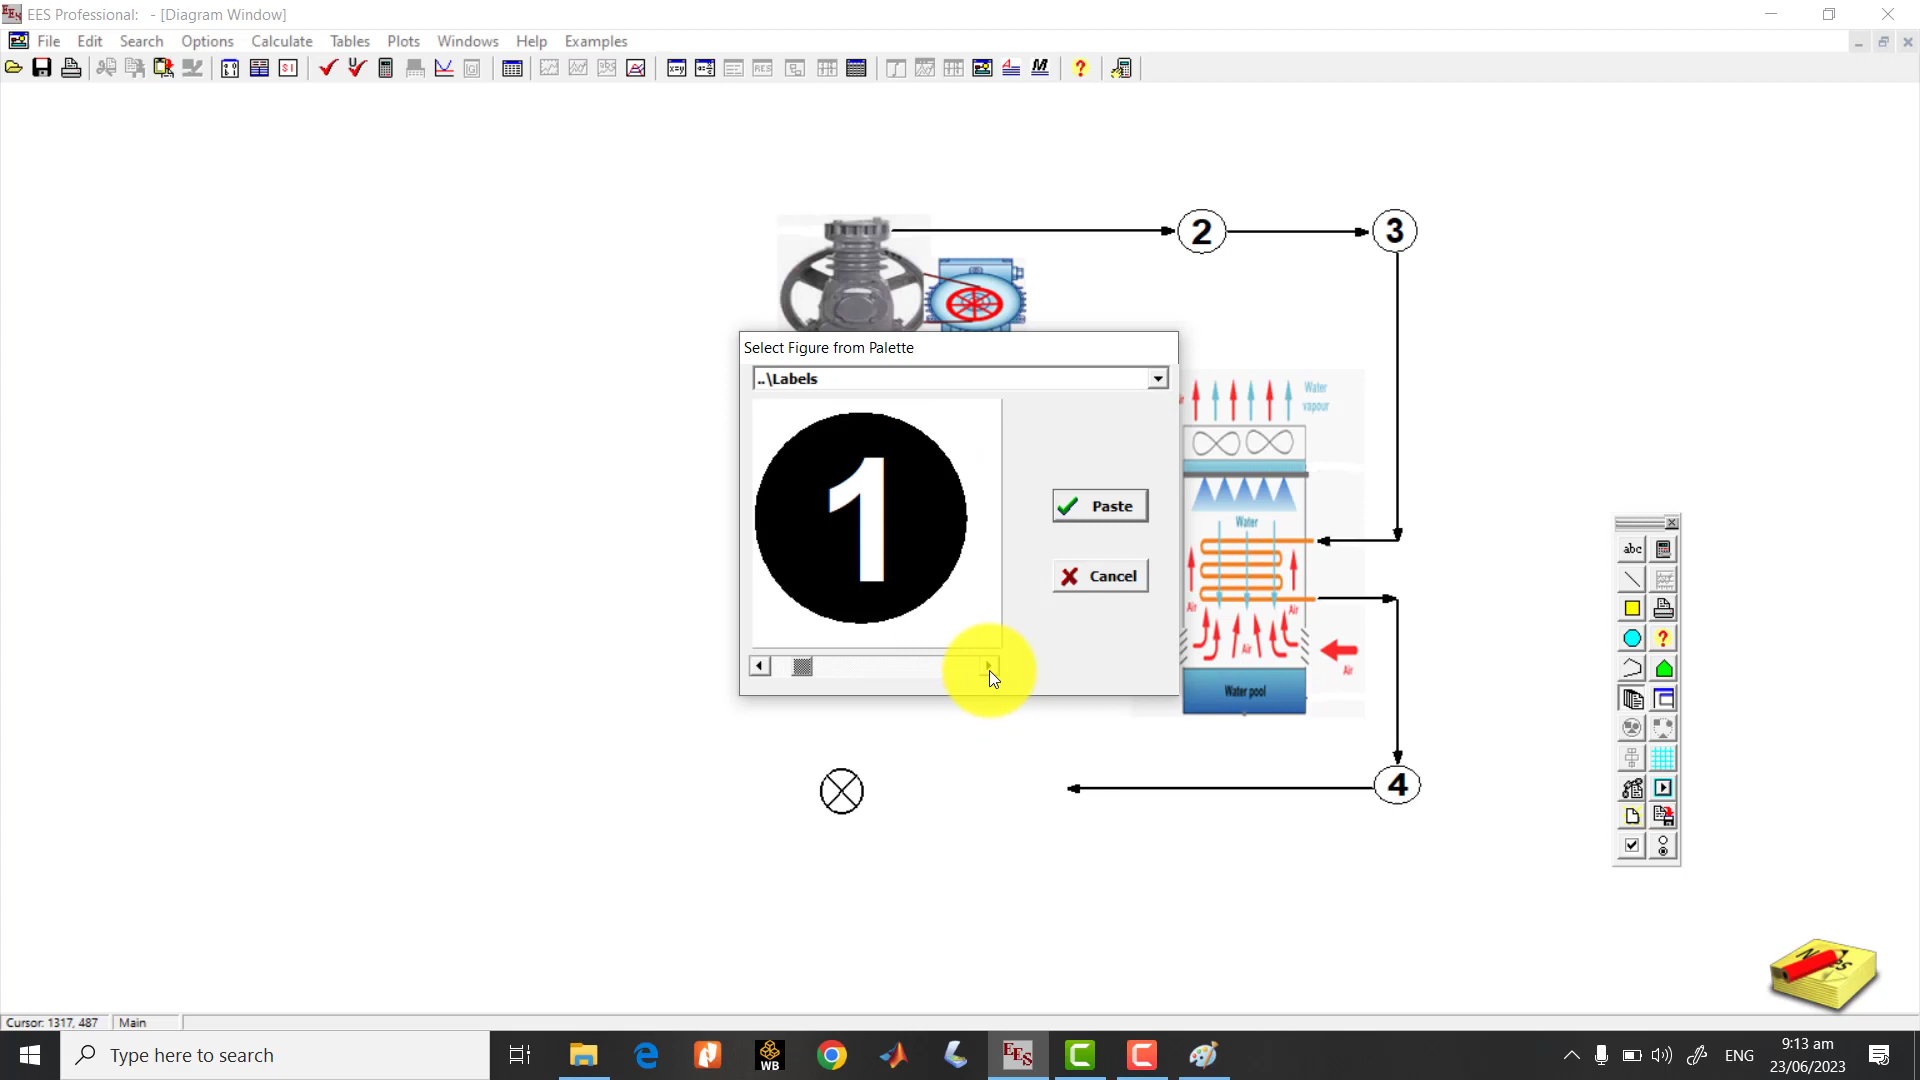 EES Professional: - [Diagram Window]
File Edit Search Options Calculate Tables Plots Windows Help Examples
2
3
Select Figure from Palette
..\Labels
1
Paste
Cancel
Water
vapour
Water
Air
Air
Air
Air
Water pool
abc
4
Cursor: 1317, 487 Main
Type here to search
WB
EES
ENG
9:13 am
23/06/2023